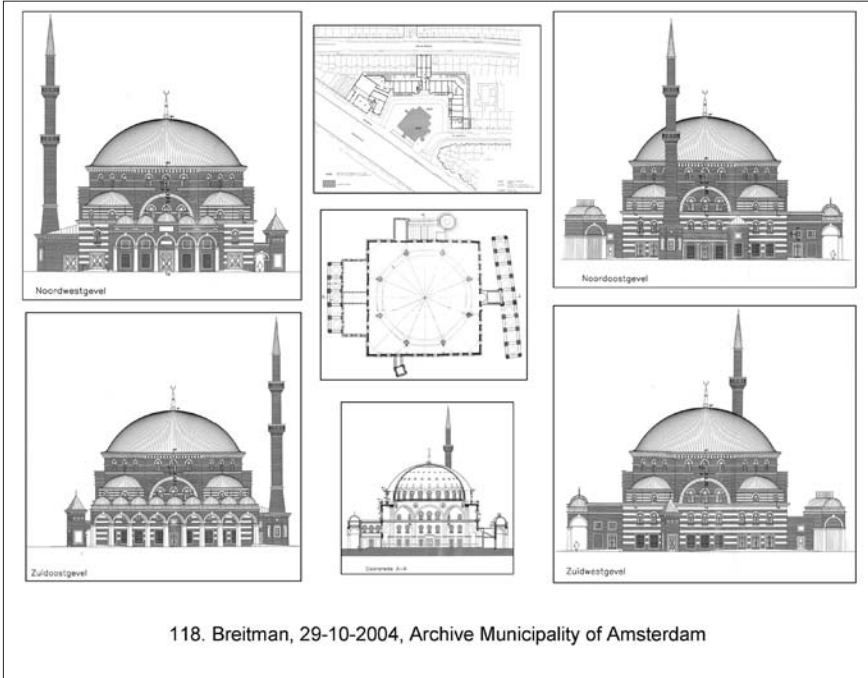 Noordwestgevel
Noordoostgevel
Zuidoostgevel
Doorsnede A-A
Zuidwestgevel
118. Breitman, 29-10-2004, Archive Municipality of Amsterdam